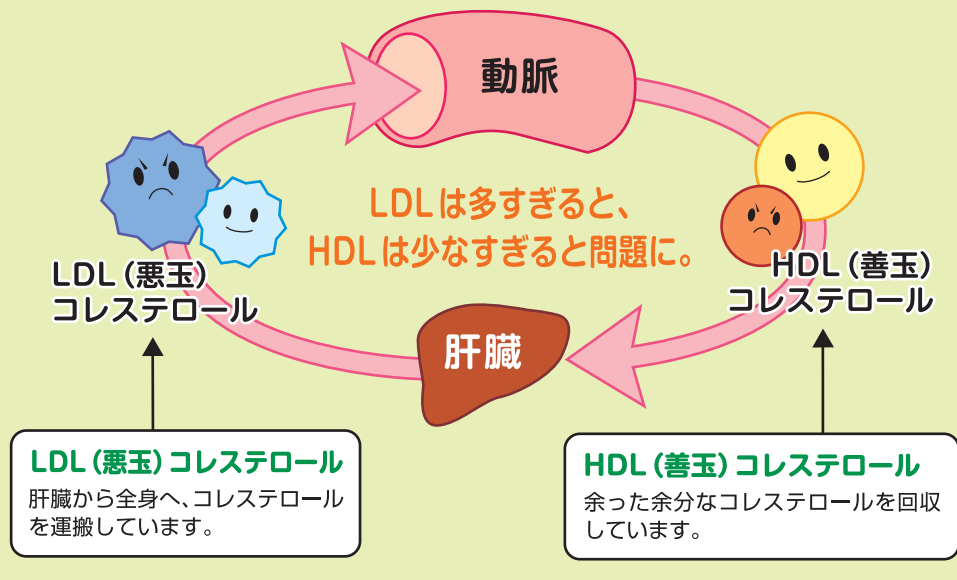 動脈
LDLは多すぎると、
HDLは少なすぎると問題に。
LDL（悪玉）
コレステロール
HDL（善玉）
コレステロール
肝臓
LDL（悪玉）コレステロール
肝臓から全身へ、コレステロール
を運搬しています。
HDL（善玉）コレステロール
余った余分なコレステロールを回収
しています。